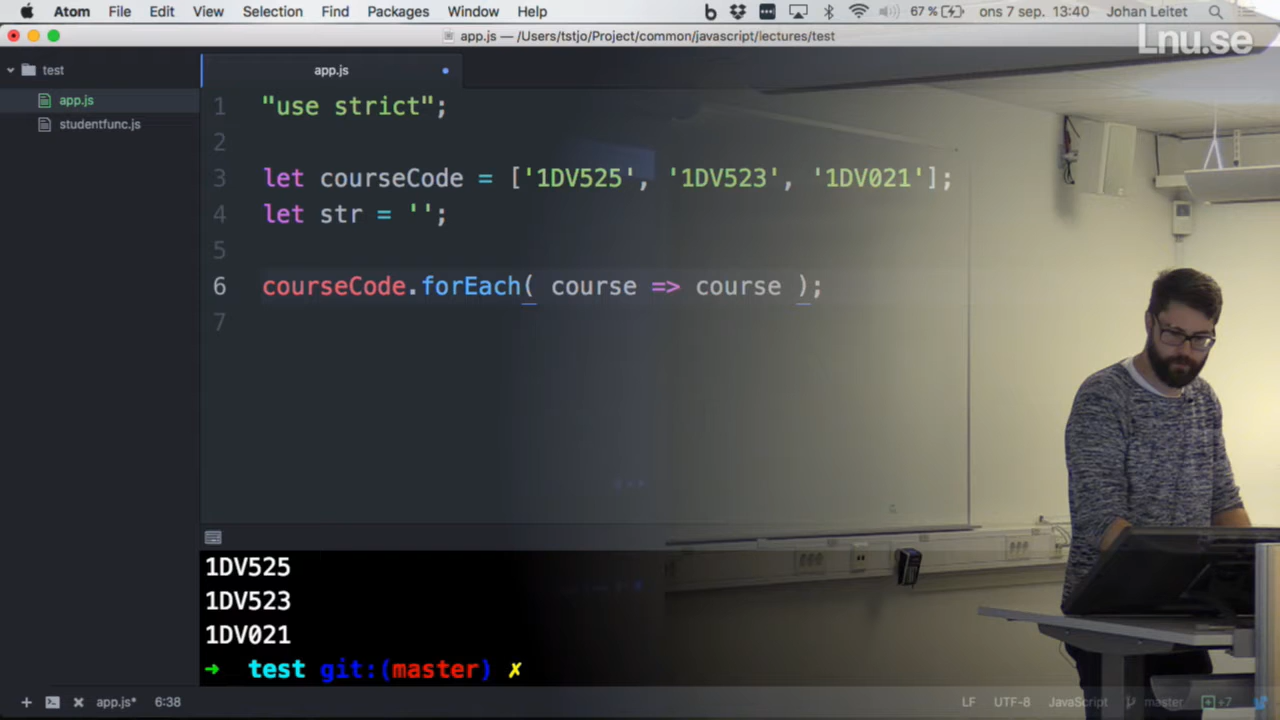 Atom File Edit View Selection Find Packages Window Help 67 % ons 7 sep. 13:40 Johan Leitet
app.js — /Users/tstjo/Project/common/javascript/lectures/test
Lnu.se
test
app.js
studentfunc.js
app.js
1 "use strict";
2
3 let courseCode = ['1DV525', '1DV523', '1DV021'];
4 let str = '';
5
6 courseCode.forEach( course => course );
7
1DV525
1DV523
1DV021
➜ test git:(master) ✗
app.js* 6:38 LF UTF-8 JavaScript master +7